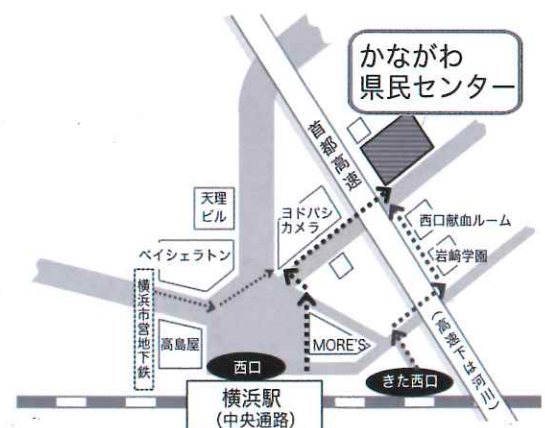 かながわ
県民センター
首都高速
天理
ビル
ヨドバシ
カメラ
西口献血ルーム
ベイシェラトン
岩﨑学園
横浜市営地下鉄
高島屋
MORE'S
(高速下は河川)
西口
きた西口
横浜駅
(中央通路)